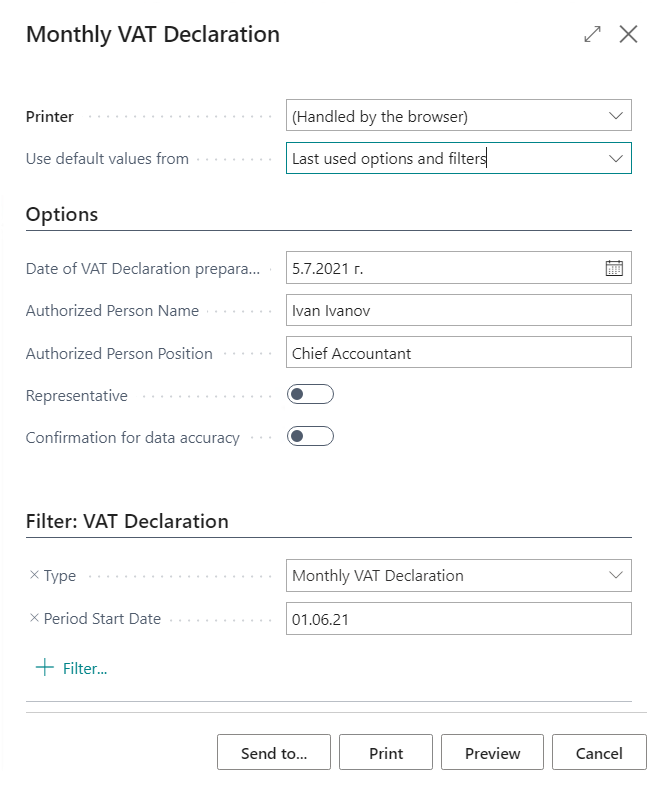 Monthly VAT Declaration
Printer (Handled by the browser)
Use default values from Last used options and filters
Options
Date of VAT Declaration prepara... 5.7.2021 г.
Authorized Person Name Ivan Ivanov
Authorized Person Position Chief Accountant
Representative
Confirmation for data accuracy
Filter: VAT Declaration
× Type Monthly VAT Declaration
× Period Start Date 01.06.21
+ Filter...
Send to... Print Preview Cancel